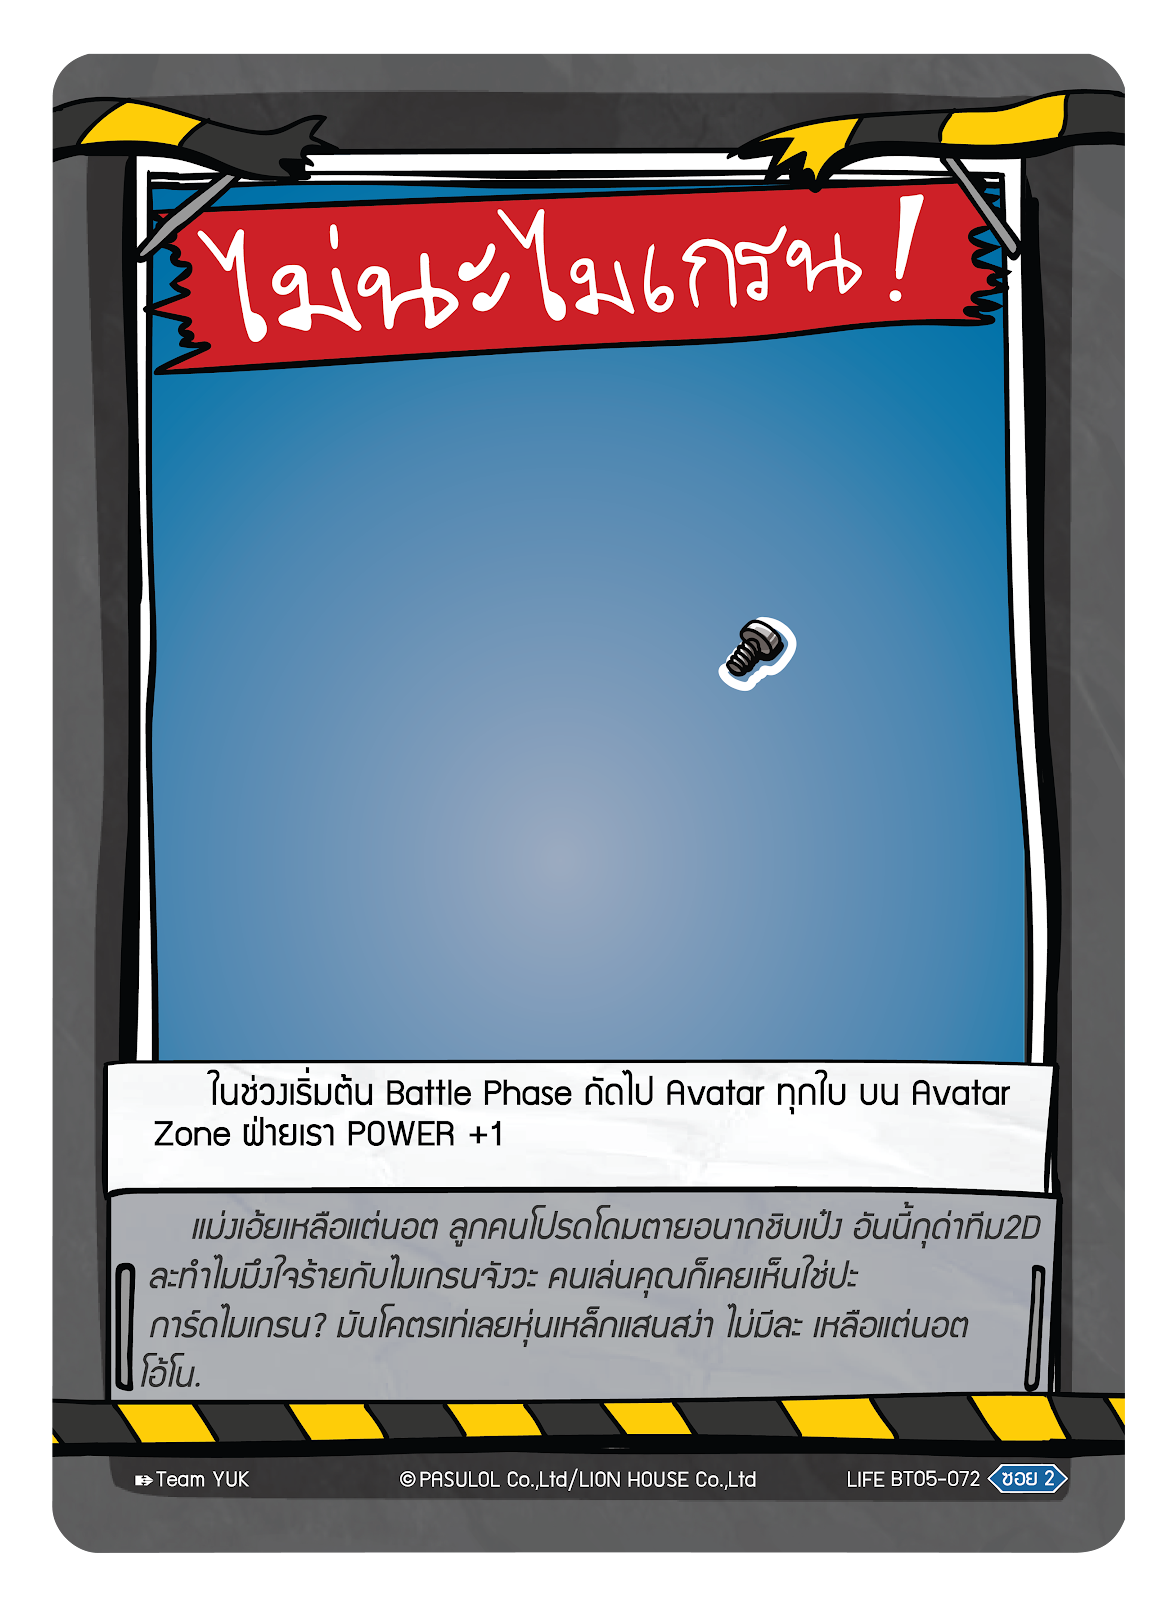 ไม่นะไมเกรน!
ในช่วงเริ่มต้น Battle Phase ถัดไป Avatar ทุกใบ บน Avatar
Zone ฝ่ายเรา POWER +1
แม่งเอ้ยเหลือแต่นอต ลูกคนโปรดโดมตายอนาถชิบเป๋ง อันนี้กุด่าทีม2D
ละทำไมมึงใจร้ายกับไมเกรนจังวะ คนเล่นคุณก็เคยเห็นใช่ปะ
การ์ดไมเกรน? มันโคตรเท่เลยหุ่นเหล็กแสนสง่า ไม่มีละ เหลือแต่นอต
โอ้โน.
Team YUK
©PASULOL Co.,Ltd/LION HOUSE Co.,Ltd
LIFE BT05-072 ซอย 2